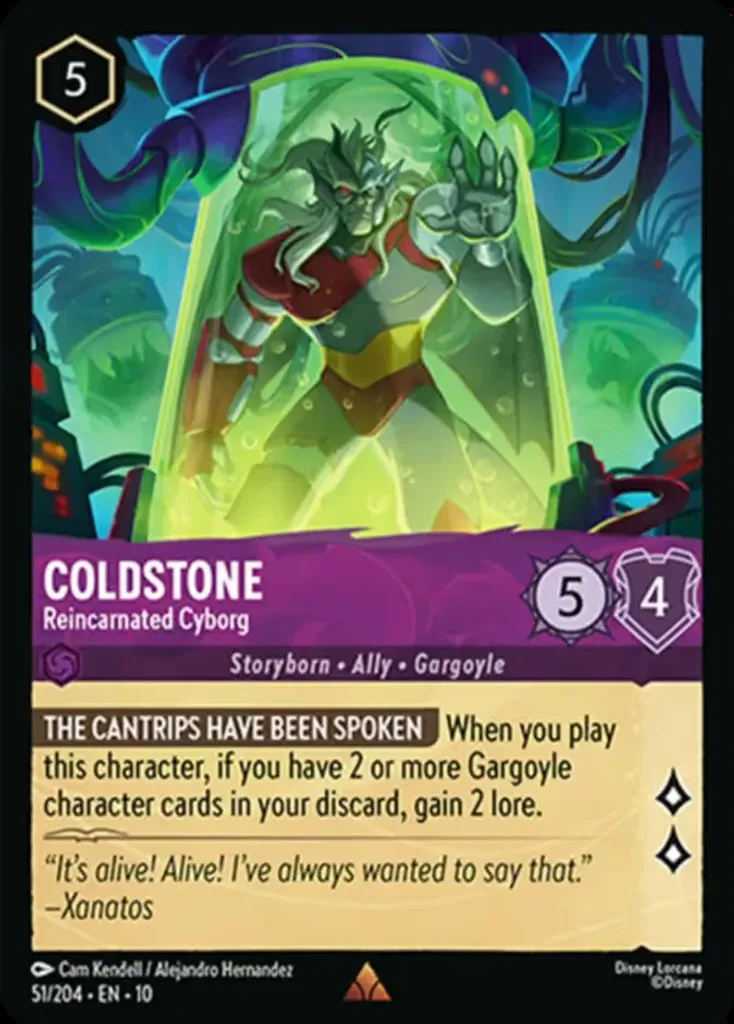 5
COLDSTONE
Reincarnated Cyborg
5
4
Storyborn • Ally • Gargoyle
THE CANTRIPS HAVE BEEN SPOKEN When you play
this character, if you have 2 or more Gargoyle
character cards in your discard, gain 2 lore.
“It’s alive! Alive! I’ve always wanted to say that.”
–Xanatos
Cam Kendell / Alejandro Hernandez
Disney Lorcana
51/204 • EN • 10
©Disney